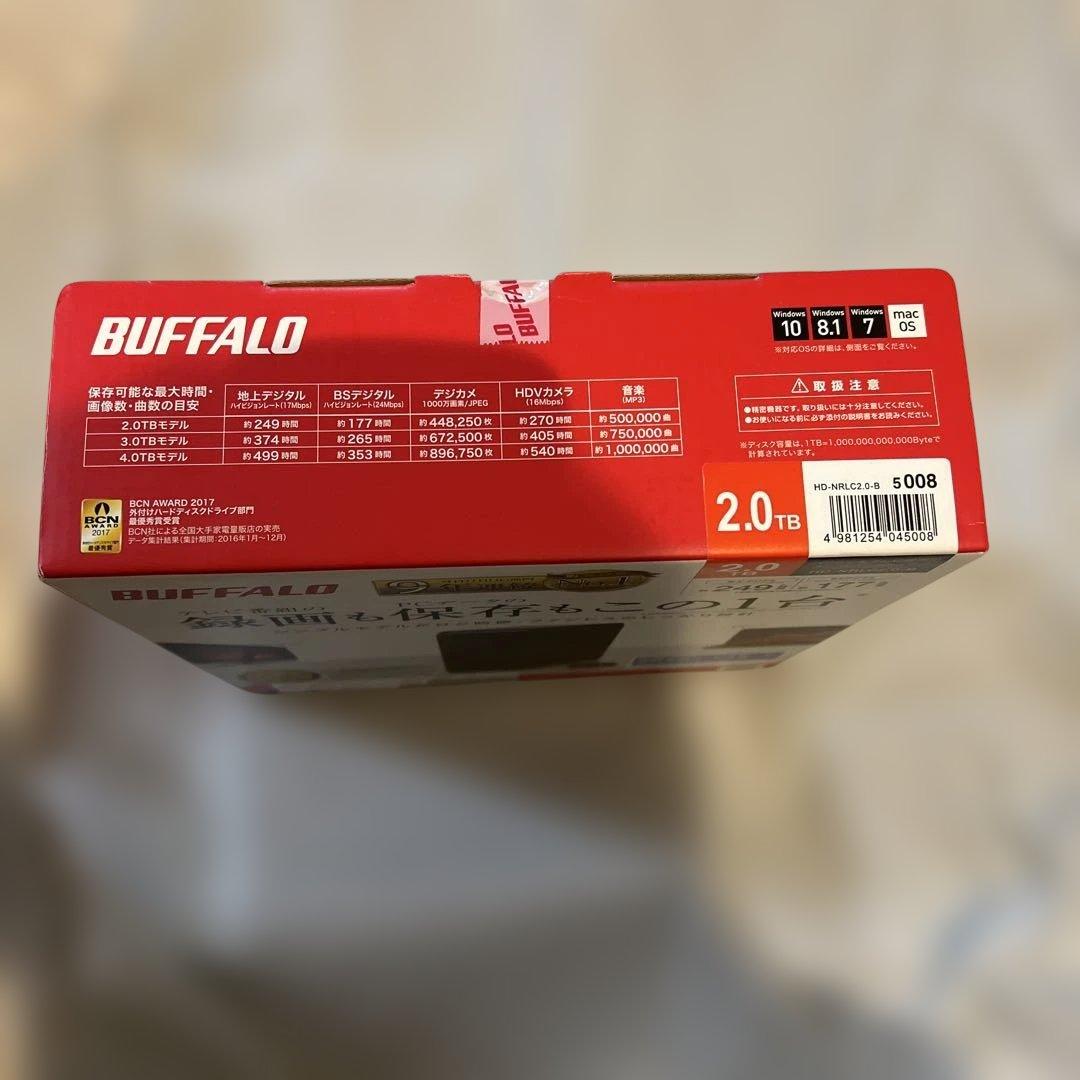 BUFFALO
BUFFALO
Windows 10 Windows 8.1 Windows 7 mac OS
※対応OSの詳細は、側面をご覧ください。
保存可能な最大時間・画像数・曲数の目安 地上デジタル ハイビジョンレート(17Mbps) BSデジタル ハイビジョンレート(24Mbps) デジカメ 1000万画素/JPEG HDVカメラ (16Mbps) 音楽 (MP3)
2.0TBモデル 約249時間 約177時間 約448,250枚 約270時間 約500,000曲
3.0TBモデル 約374時間 約265時間 約672,500枚 約405時間 約750,000曲
4.0TBモデル 約499時間 約353時間 約896,750枚 約540時間 約1,000,000曲
取扱注意
●精密機器です。取り扱いには十分注意してください。
●お使いになる前に必ず添付の説明書をお読みください。
※ディスク容量は、1TB=1,000,000,000,000Byteで
計算されています。
BCN AWARD 2017
BCN AWARD 2017
外付けハードディスクドライブ部門
最優秀賞受賞
最優秀賞
BCN社による全国大手家電量販店の実売
データ集計結果(集計期間:2016年1月〜12月)
2.0TB
HD-NRLC2.0-B 5008
4 981254 045008
BUFFALO
No.1
2.0
TB
249 177
テレビ番組の
録画も保存もこの1台